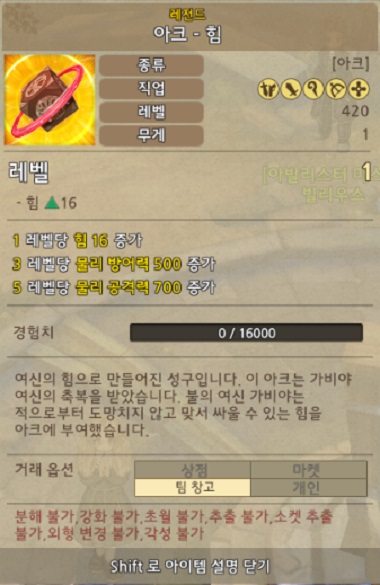 레전드
아크 - 힘
종류 [아크]
직업
레벨 420
무게 1
레벨 1
- 힘 ▲16
1 레벨당 힘 16 증가
3 레벨당 물리 방어력 500 증가
5 레벨당 물리 공격력 700 증가
경험치 0 / 16000
여신의 힘으로 만들어진 성구입니다. 이 아크는 가비야
여신의 축복을 받았습니다. 불의 여신 가비야는
적으로부터 도망치지 않고 맞서 싸울 수 있는 힘을
아크에 부여했습니다.
거래 옵션 상점 마켓
팀 창고 개인
분해 불가,강화 불가,초월 불가,추출 불가,소켓 추출
불가,외형 변경 불가,각성 불가
Shift 로 아이템 설명 닫기